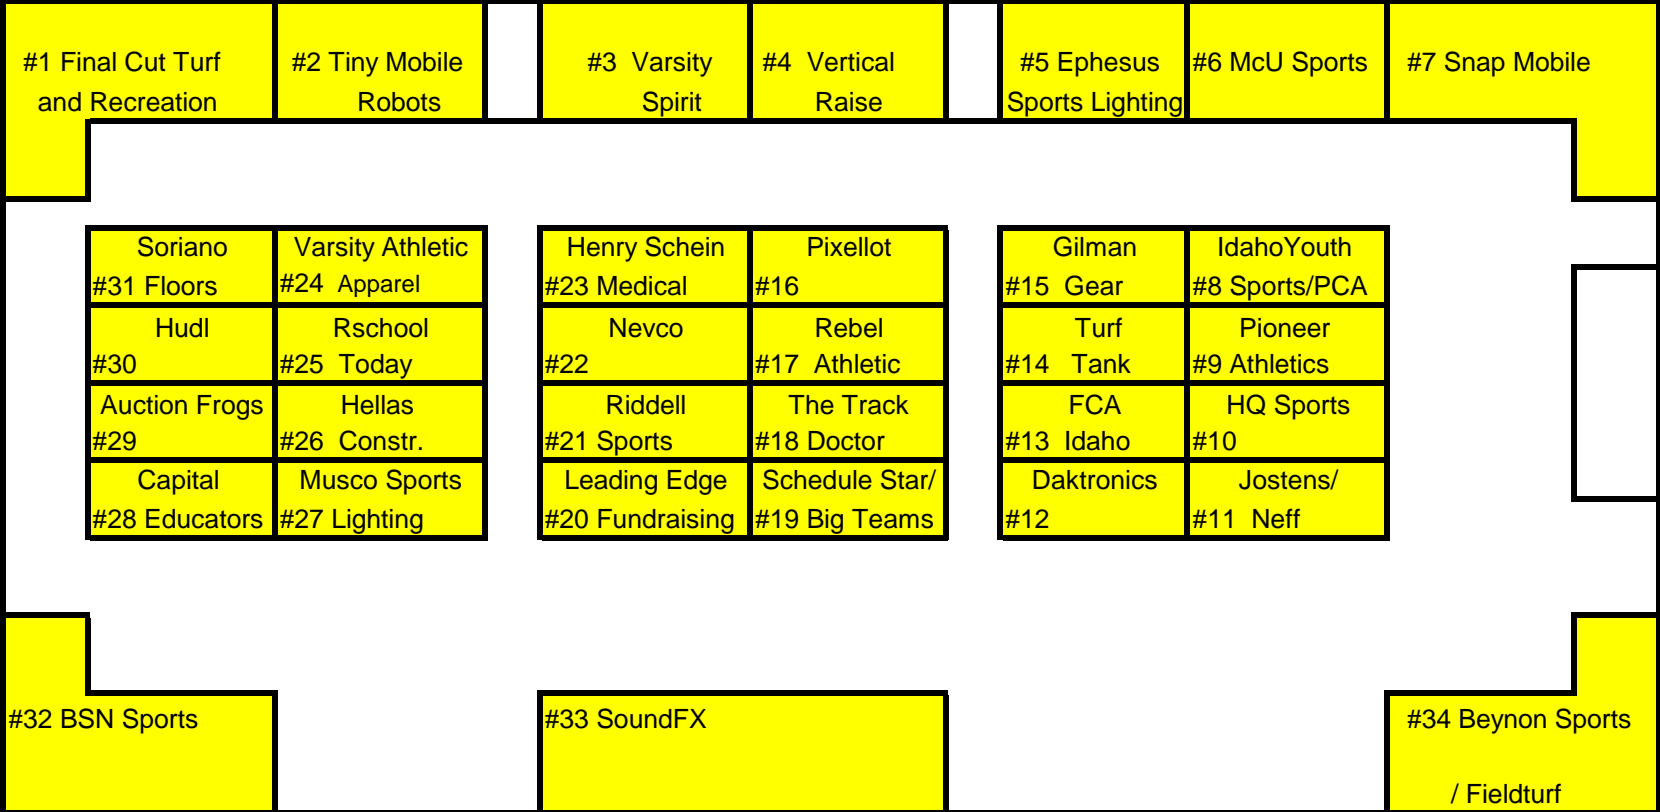 #1 Final Cut Turf
and Recreation
#2 Tiny Mobile
Robots
#3 Varsity
Spirit
#4 Vertical
Raise
#5 Ephesus
Sports Lighting
#6 McU Sports
#7 Snap Mobile
Soriano
#31 Floors
Varsity Athletic
#24 Apparel
Henry Schein
#23 Medical
Pixellot
#16
Gilman
#15 Gear
IdahoYouth
#8 Sports/PCA
Hudl
#30
Rschool
#25 Today
Nevco
#22
Rebel
#17 Athletic
Turf
#14 Tank
Pioneer
#9 Athletics
Auction Frogs
#29
Hellas
#26 Constr.
Riddell
#21 Sports
The Track
#18 Doctor
FCA
#13 Idaho
HQ Sports
#10
Capital
#28 Educators
Musco Sports
#27 Lighting
Leading Edge
#20 Fundraising
Schedule Star/
#19 Big Teams
Daktronics
#12
Jostens/
#11 Neff
#32 BSN Sports
#33 SoundFX
#34 Beynon Sports
/ Fieldturf